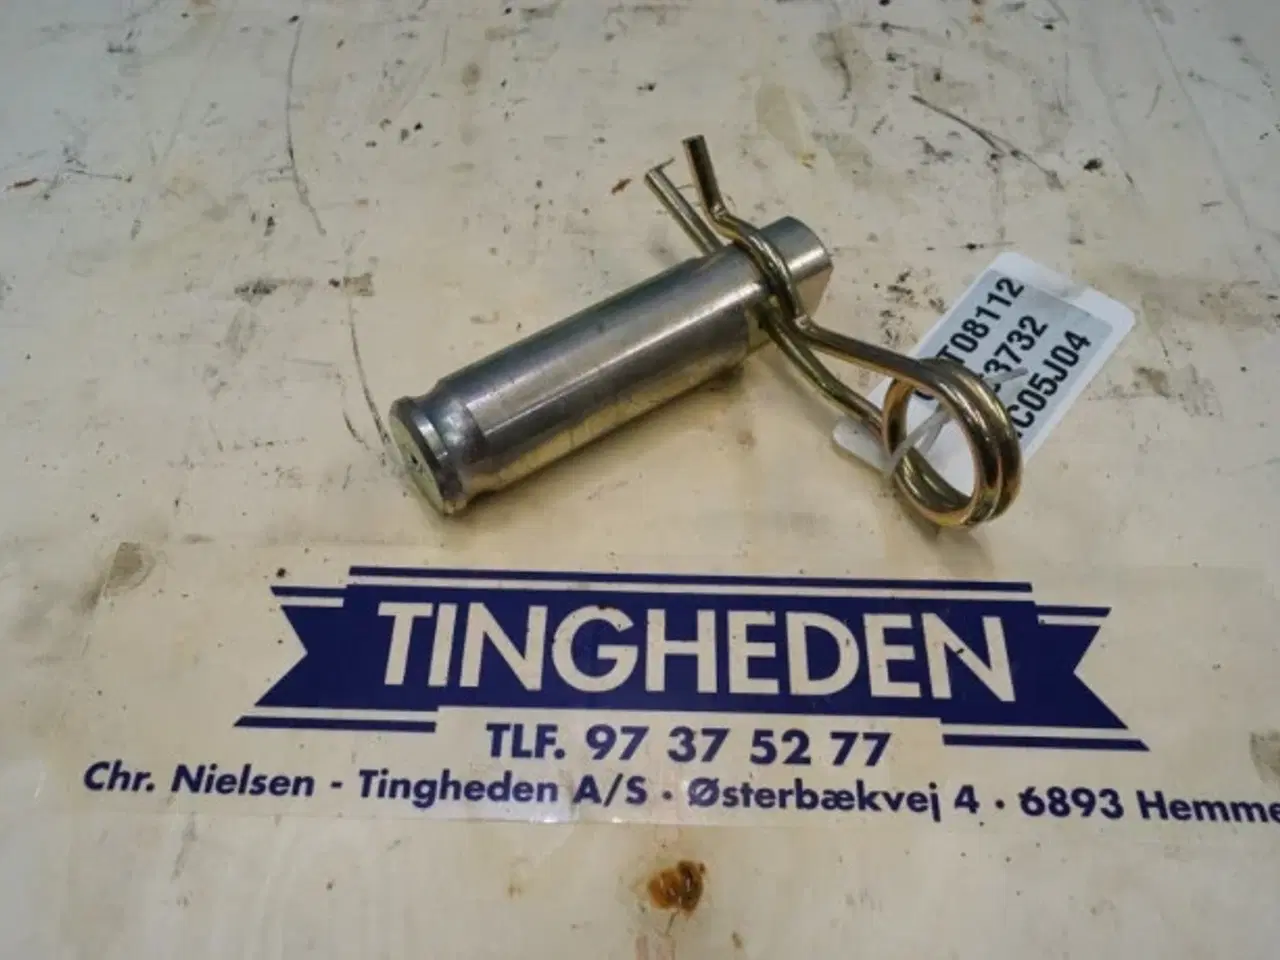 T08112
3732
C05J04
TINGHEDEN
TLF. 97 37 52 77
Chr. Nielsen - Tingheden A/S · Østerbækvej 4 · 6893 Hemme